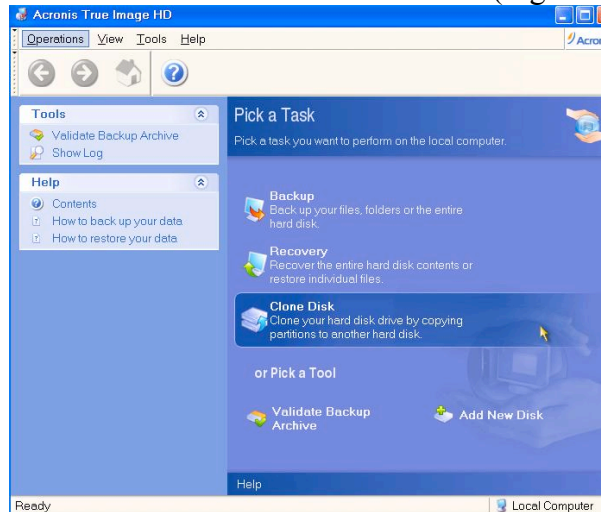 Acronis True Image HD
Operations View Tools Help
Tools
Validate Backup Archive
Show Log
Help
Contents
How to back up your data
How to restore your data
Pick a Task
Pick a task you want to perform on the local computer.
Backup
Back up your files, folders or the entire
hard disk.
Recovery
Recover the entire hard disk contents or
restore individual files.
Clone Disk
Clone your hard disk drive by copying
partitions to another hard disk.
or Pick a Tool
Validate Backup
Archive
Add New Disk
Help
Ready
Local Computer